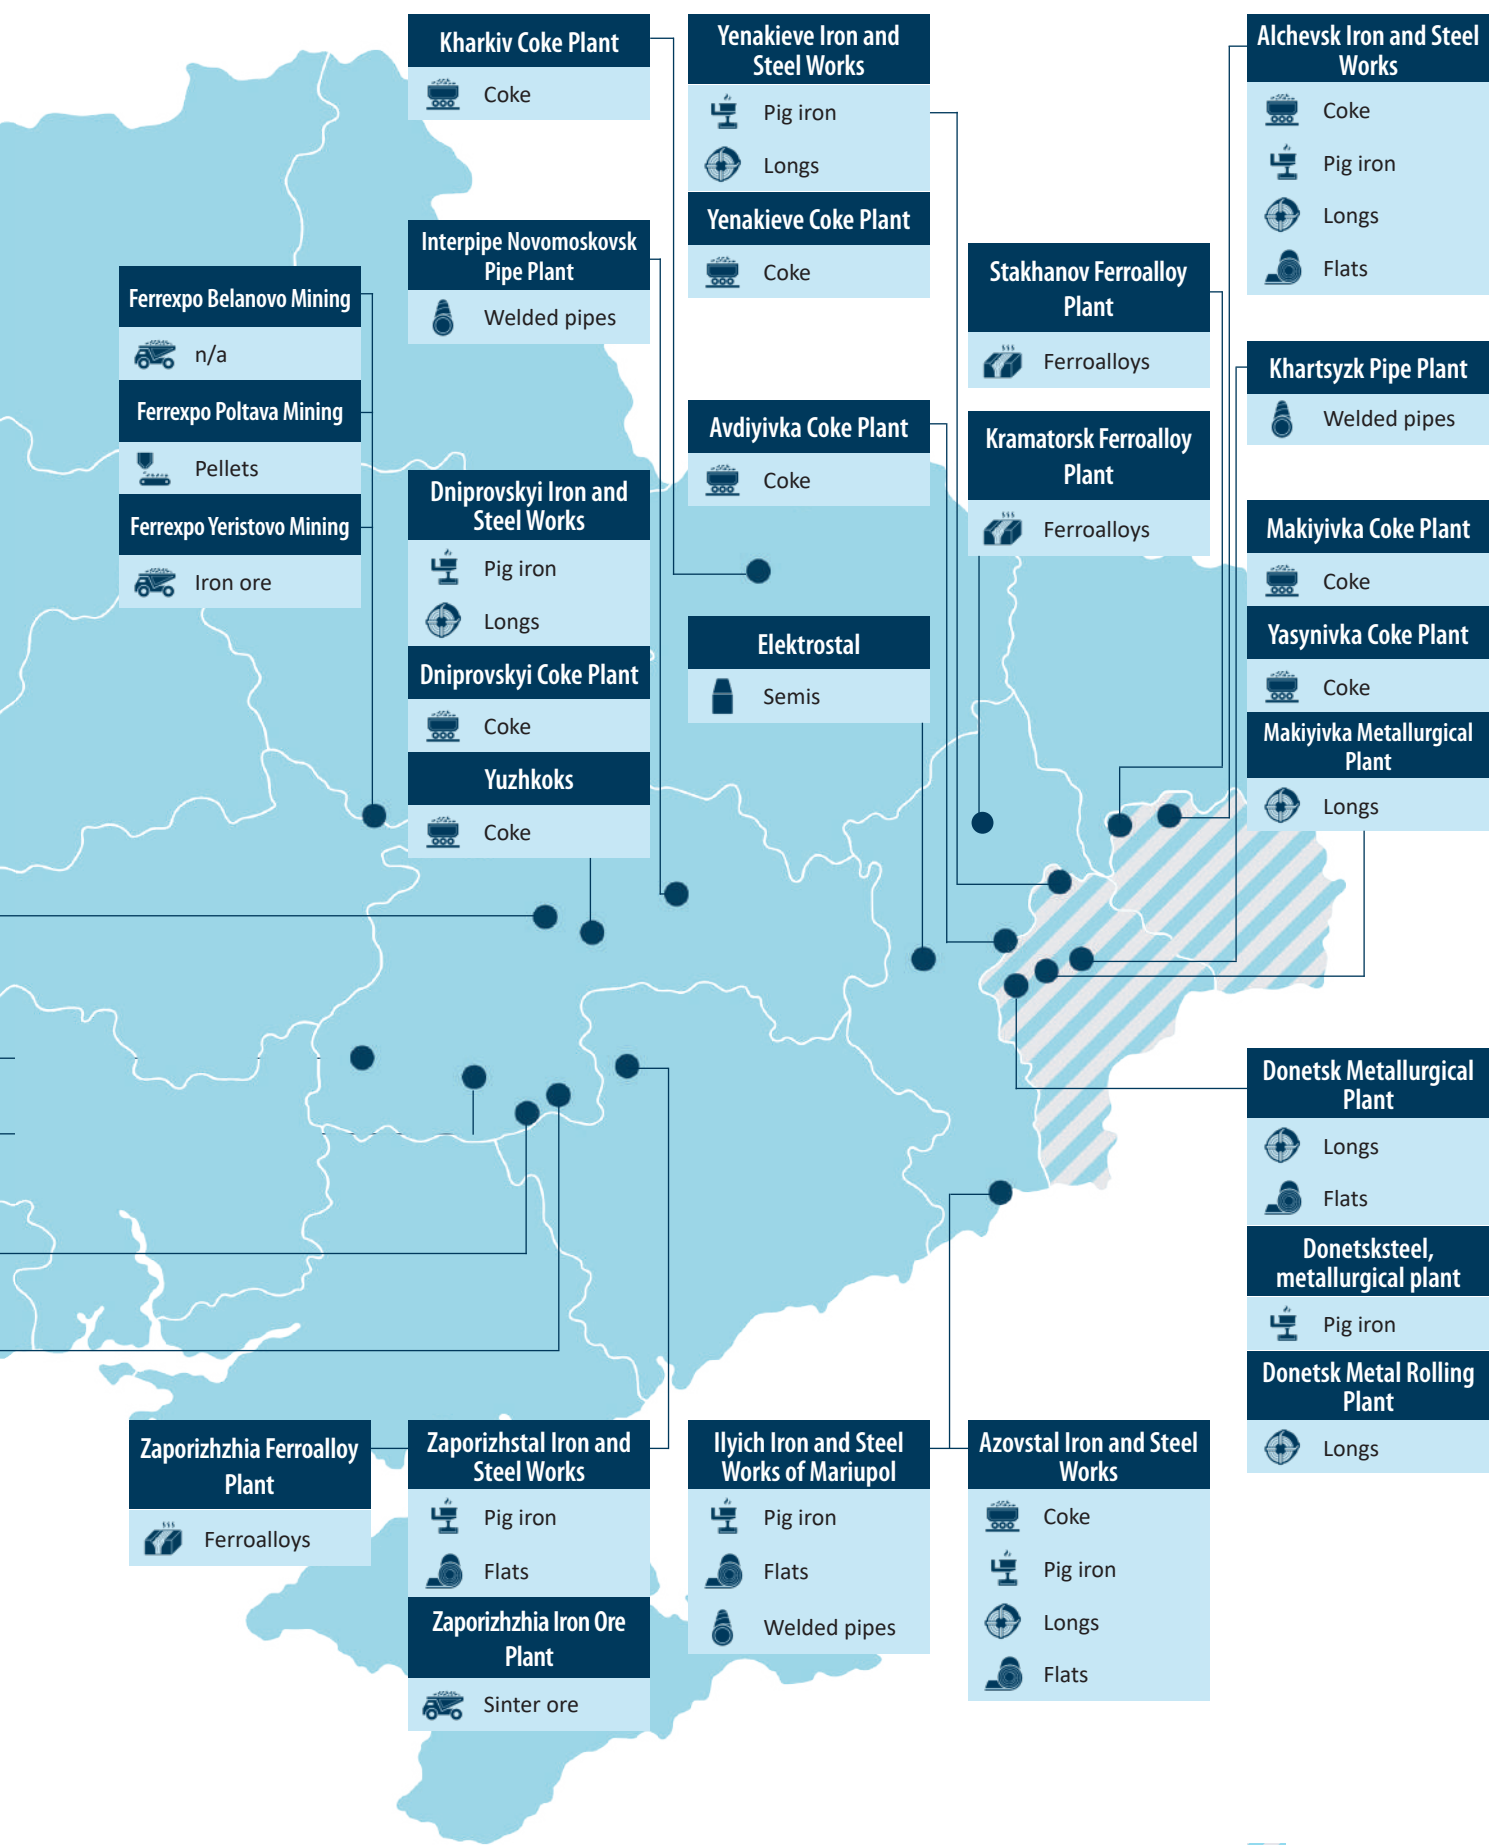 Kharkiv Coke Plant
Coke
Yenakieve Iron and
Steel Works
Pig iron
Longs
Yenakieve Coke Plant
Coke
Alchevsk Iron and Steel
Works
Coke
Pig iron
Longs
Flats
Interpipe Novomoskovsk
Pipe Plant
Welded pipes
Stakhanov Ferroalloy
Plant
Ferroalloys
Ferrexpo Belanovo Mining
n/a
Ferrexpo Poltava Mining
Pellets
Ferrexpo Yeristovo Mining
Iron ore
Khartsyzk Pipe Plant
Welded pipes
Avdiyivka Coke Plant
Coke
Kramatorsk Ferroalloy
Plant
Ferroalloys
Dniprovskyi Iron and
Steel Works
Pig iron
Longs
Dniprovskyi Coke Plant
Coke
Yuzhkoks
Coke
Makiyivka Coke Plant
Coke
Yasynivka Coke Plant
Coke
Makiyivka Metallurgical
Plant
Longs
Elektrostal
Semis
Donetsk Metallurgical
Plant
Longs
Flats
Donetsksteel,
metallurgical plant
Pig iron
Donetsk Metal Rolling
Plant
Longs
Zaporizhzhia Ferroalloy
Plant
Ferroalloys
Zaporizhstal Iron and
Steel Works
Pig iron
Flats
Zaporizhzhia Iron Ore
Plant
Sinter ore
Ilyich Iron and Steel
Works of Mariupol
Pig iron
Flats
Welded pipes
Azovstal Iron and Steel
Works
Coke
Pig iron
Longs
Flats